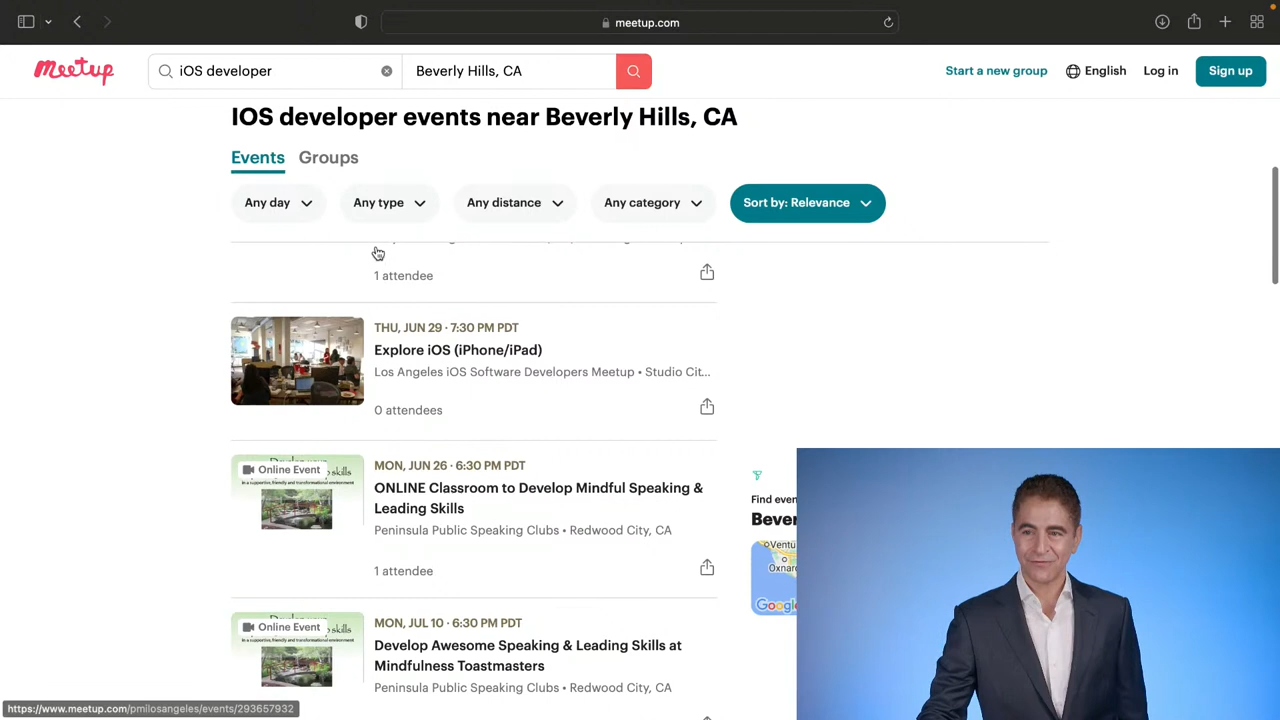 meetup.com
meetup
iOS developer
Beverly Hills, CA
Start a new group
English
Log in
Sign up
IOS developer events near Beverly Hills, CA
Events
Groups
Any day
Any type
Any distance
Any category
Sort by: Relevance
1 attendee
THU, JUN 29 · 7:30 PM PDT
Explore iOS (iPhone/iPad)
Los Angeles iOS Software Developers Meetup • Studio Cit...
0 attendees
Online Event
MON, JUN 26 · 6:30 PM PDT
ONLINE Classroom to Develop Mindful Speaking &
Leading Skills
Peninsula Public Speaking Clubs • Redwood City, CA
1 attendee
Find even
Bever
Ventu
Oxnard
Google
Online Event
MON, JUL 10 · 6:30 PM PDT
Develop Awesome Speaking & Leading Skills at
Mindfulness Toastmasters
Peninsula Public Speaking Clubs • Redwood City, CA
https://www.meetup.com/pmilosangeles/events/293657932